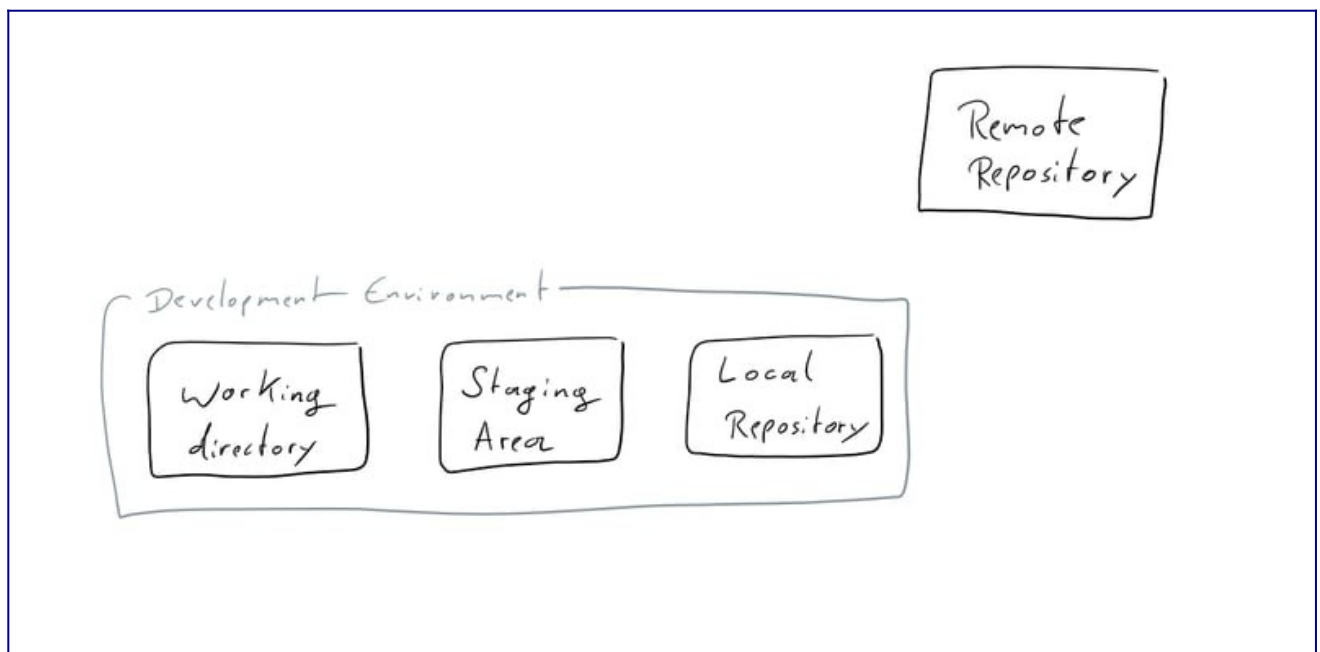 Remote
Repository
Development Environment
Working
directory
Staging
Area
Local
Repository